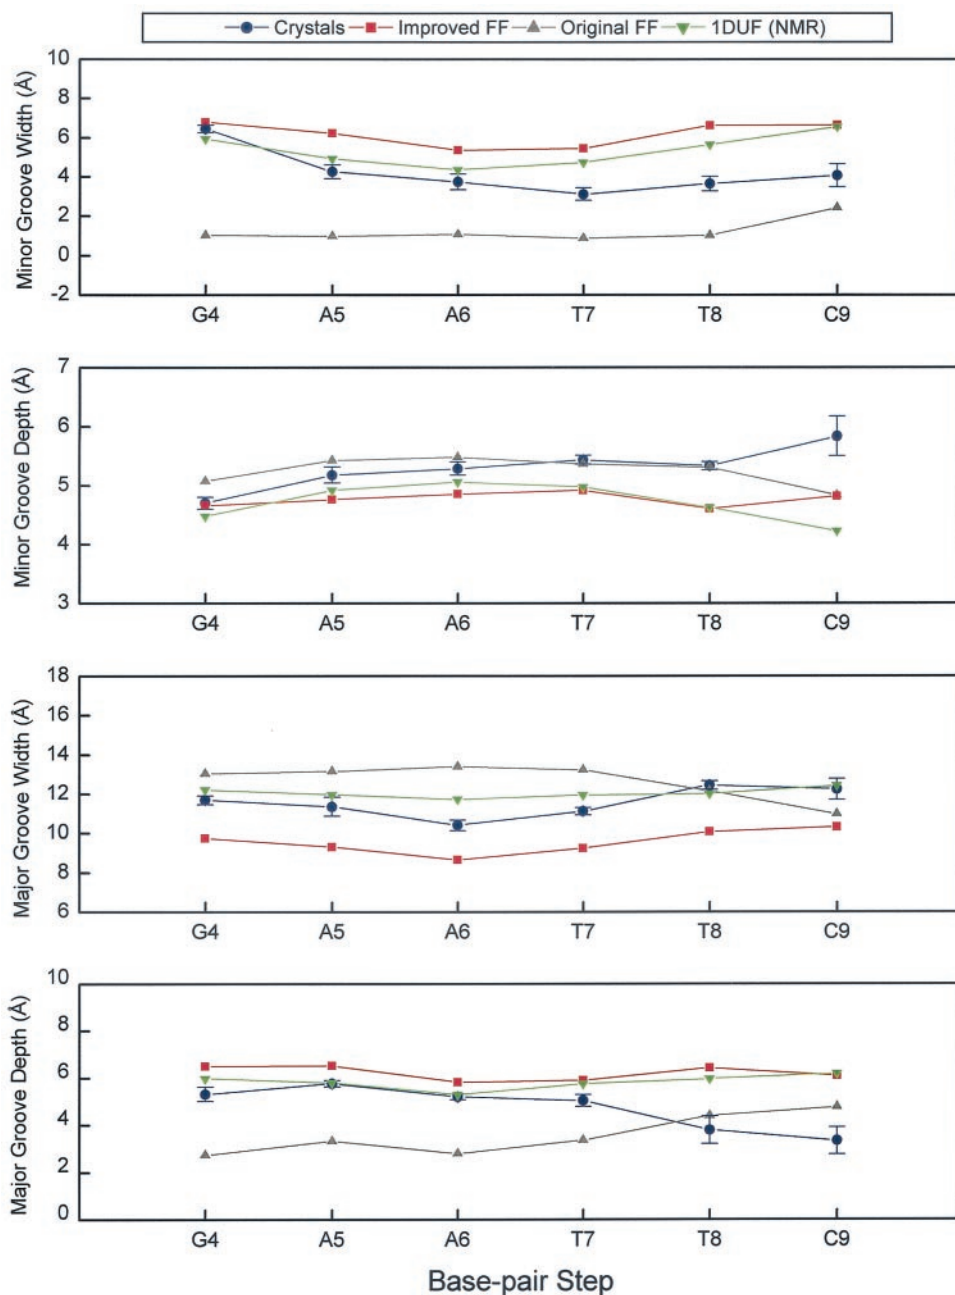 Crystals Improved FF Original FF 1DUF (NMR)
Minor Groove Width (Å)
10
8
6
4
2
0
-2
G4 A5 A6 T7 T8 C9
Minor Groove Depth (Å)
7
6
5
4
3
G4 A5 A6 T7 T8 C9
Major Groove Width (Å)
18
16
14
12
10
8
6
G4 A5 A6 T7 T8 C9
Major Groove Depth (Å)
10
8
6
4
2
0
G4 A5 A6 T7 T8 C9
Base-pair Step